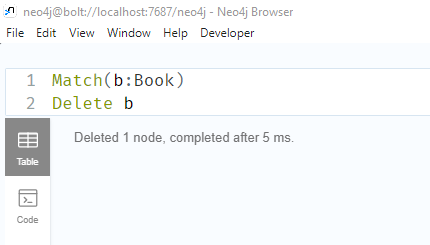 neo4j@bolt://localhost:7687/neo4j - Neo4j Browser
File Edit View Window Help Developer
1 Match(b:Book)
2 Delete b
Deleted 1 node, completed after 5 ms.
Table
Code